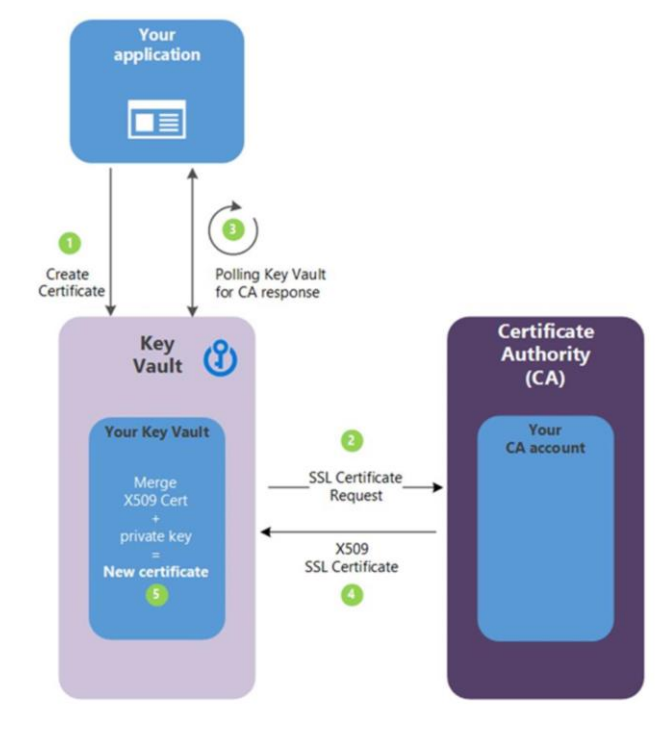 Your
application
1
Create
Certificate
3
Polling Key Vault
for CA response
Key
Vault
Your Key Vault
Merge
X509 Cert
+
private key
=
New certificate
5
2
SSL Certificate
Request
X509
SSL Certificate
4
Certificate
Authority
(CA)
Your
CA account